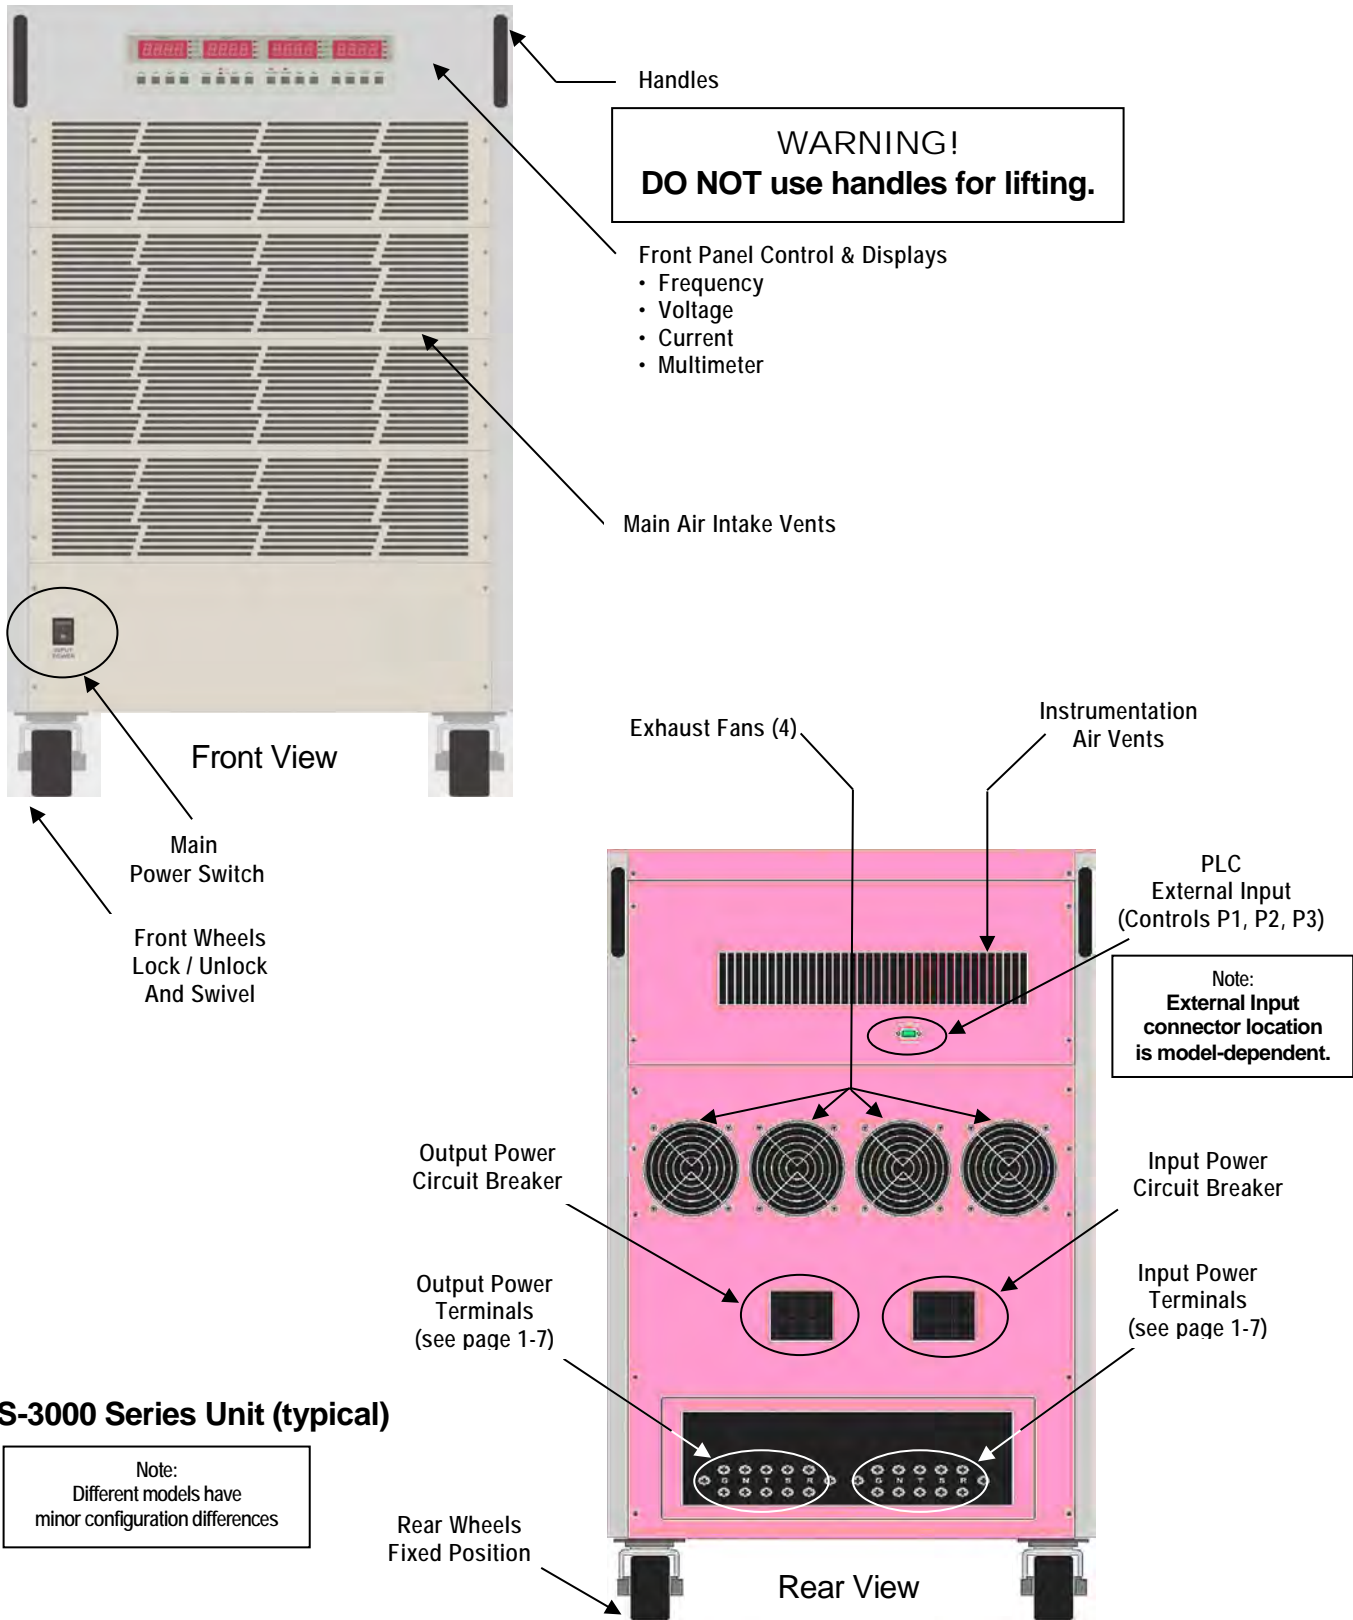 Handles
WARNING!
DO NOT use handles for lifting.
Front Panel Control & Displays
• Frequency
• Voltage
• Current
• Multimeter
Main Air Intake Vents
INPUT
POWER
Front View
Main
Power Switch
Front Wheels
Lock / Unlock
And Swivel
Exhaust Fans (4)
Instrumentation
Air Vents
PLC
External Input
(Controls P1, P2, P3)
Note:
External Input
connector location
is model-dependent.
Output Power
Circuit Breaker
Input Power
Circuit Breaker
Output Power
Terminals
(see page 1-7)
Input Power
Terminals
(see page 1-7)
G N T S R
G N T S R
S-3000 Series Unit (typical)
Note:
Different models have
minor configuration differences
Rear Wheels
Fixed Position
Rear View